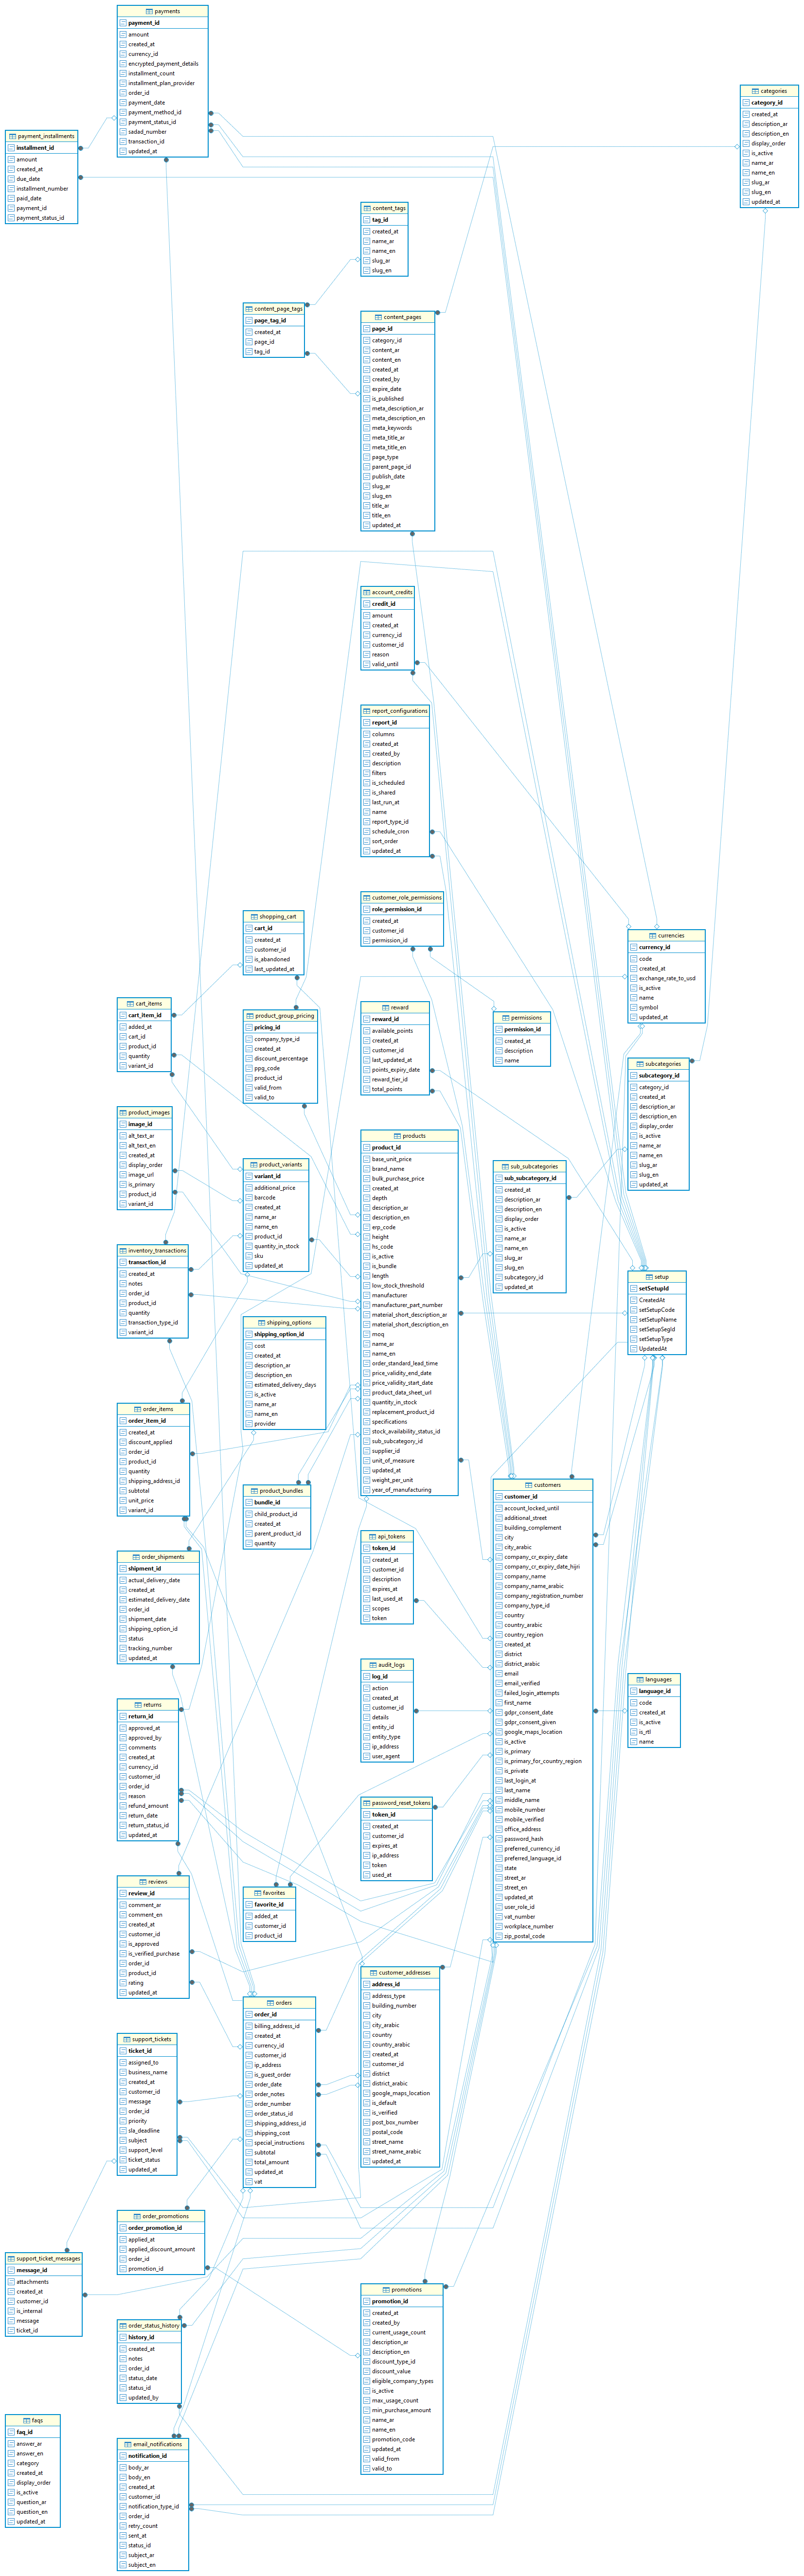 payments
payment_id
amount
created_at
currency_id
encrypted_payment_details
installment_count
installment_plan_provider
order_id
payment_date
payment_method_id
payment_status_id
sadad_number
transaction_id
updated_at
categories
category_id
created_at
description_ar
description_en
display_order
is_active
name_ar
name_en
slug_ar
slug_en
updated_at
payment_installments
installment_id
amount
created_at
due_date
installment_number
paid_date
payment_id
payment_status_id
content_tags
tag_id
created_at
name_ar
name_en
slug_ar
slug_en
content_page_tags
page_tag_id
created_at
page_id
tag_id
content_pages
page_id
category_id
content_ar
content_en
created_at
created_by
expire_date
is_published
meta_description_ar
meta_description_en
meta_keywords
meta_title_ar
meta_title_en
page_type
parent_page_id
publish_date
slug_ar
slug_en
title_ar
title_en
updated_at
account_credits
credit_id
amount
created_at
currency_id
customer_id
reason
valid_until
report_configurations
report_id
columns
created_at
created_by
description
filters
is_scheduled
is_shared
last_run_at
name
report_type_id
schedule_cron
sort_order
updated_at
customer_role_permissions
role_permission_id
created_at
customer_id
permission_id
shopping_cart
cart_id
created_at
customer_id
is_abandoned
last_updated_at
currencies
currency_id
code
created_at
exchange_rate_to_usd
is_active
name
symbol
updated_at
cart_items
cart_item_id
added_at
cart_id
product_id
quantity
variant_id
product_group_pricing
pricing_id
company_type_id
created_at
discount_percentage
ppg_code
product_id
valid_from
valid_to
reward
reward_id
available_points
created_at
customer_id
last_updated_at
points_expiry_date
reward_tier_id
total_points
permissions
permission_id
created_at
description
name
subcategories
subcategory_id
category_id
created_at
description_ar
description_en
display_order
is_active
name_ar
name_en
slug_ar
slug_en
updated_at
product_images
image_id
alt_text_ar
alt_text_en
created_at
display_order
image_url
is_primary
product_id
variant_id
product_variants
variant_id
additional_price
barcode
created_at
name_ar
name_en
product_id
quantity_in_stock
sku
updated_at
products
product_id
base_unit_price
brand_name
bulk_purchase_price
created_at
depth
description_ar
description_en
erp_code
height
hs_code
is_active
is_bundle
length
low_stock_threshold
manufacturer
manufacturer_part_number
material_short_description_ar
material_short_description_en
moq
name_ar
name_en
order_standard_lead_time
price_validity_end_date
price_validity_start_date
product_data_sheet_url
quantity_in_stock
replacement_product_id
specifications
stock_availability_status_id
sub_subcategory_id
supplier_id
unit_of_measure
updated_at
weight_per_unit
year_of_manufacturing
sub_subcategories
sub_subcategory_id
created_at
description_ar
description_en
display_order
is_active
name_ar
name_en
slug_ar
slug_en
subcategory_id
updated_at
inventory_transactions
transaction_id
created_at
notes
order_id
product_id
quantity
transaction_type_id
variant_id
setup
setSetupId
CreatedAt
setSetupCode
setSetupName
setSetupSegId
setSetupType
UpdatedAt
shipping_options
shipping_option_id
cost
created_at
description_ar
description_en
estimated_delivery_days
is_active
name_ar
name_en
provider
order_items
order_item_id
created_at
discount_applied
order_id
product_id
quantity
shipping_address_id
subtotal
unit_price
variant_id
product_bundles
bundle_id
child_product_id
created_at
parent_product_id
quantity
customers
customer_id
account_locked_until
additional_street
building_complement
city
city_arabic
company_cr_expiry_date
company_cr_expiry_date_hijri
company_name
company_name_arabic
company_registration_number
company_type_id
country
country_arabic
country_region
created_at
district
district_arabic
email
email_verified
failed_login_attempts
first_name
gdpr_consent_date
gdpr_consent_given
google_maps_location
is_active
is_primary
is_primary_for_country_region
is_private
last_login_at
last_name
middle_name
mobile_number
mobile_verified
office_address
password_hash
preferred_currency_id
preferred_language_id
state
street_ar
street_en
updated_at
user_role_id
vat_number
workplace_number
zip_postal_code
api_tokens
token_id
created_at
customer_id
description
expires_at
last_used_at
scopes
token
order_shipments
shipment_id
actual_delivery_date
created_at
estimated_delivery_date
order_id
shipment_date
shipping_option_id
status
tracking_number
updated_at
audit_logs
log_id
action
created_at
customer_id
details
entity_id
entity_type
ip_address
user_agent
languages
language_id
code
created_at
is_active
is_rtl
name
returns
return_id
approved_at
approved_by
comments
created_at
currency_id
customer_id
order_id
reason
refund_amount
return_date
return_status_id
updated_at
password_reset_tokens
token_id
created_at
customer_id
expires_at
ip_address
token
used_at
reviews
review_id
comment_ar
comment_en
created_at
customer_id
is_approved
is_verified_purchase
order_id
product_id
rating
updated_at
favorites
favorite_id
added_at
customer_id
product_id
customer_addresses
address_id
address_type
building_number
city
city_arabic
country
country_arabic
created_at
customer_id
district
district_arabic
google_maps_location
is_default
is_verified
post_box_number
postal_code
street_name
street_name_arabic
updated_at
orders
order_id
billing_address_id
created_at
currency_id
customer_id
ip_address
is_guest_order
order_date
order_notes
order_number
order_status_id
shipping_address_id
shipping_cost
special_instructions
subtotal
total_amount
updated_at
vat
support_tickets
ticket_id
assigned_to
business_name
created_at
customer_id
message
order_id
priority
sla_deadline
subject
support_level
ticket_status
updated_at
order_promotions
order_promotion_id
applied_at
applied_discount_amount
order_id
promotion_id
support_ticket_messages
message_id
attachments
created_at
customer_id
is_internal
message
ticket_id
promotions
promotion_id
created_at
created_by
current_usage_count
description_ar
description_en
discount_type_id
discount_value
eligible_company_types
is_active
max_usage_count
min_purchase_amount
name_ar
name_en
promotion_code
updated_at
valid_from
valid_to
order_status_history
history_id
created_at
notes
order_id
status_date
status_id
updated_by
faqs
faq_id
answer_ar
answer_en
category
created_at
display_order
is_active
question_ar
question_en
updated_at
email_notifications
notification_id
body_ar
body_en
created_at
customer_id
notification_type_id
order_id
retry_count
sent_at
status_id
subject_ar
subject_en